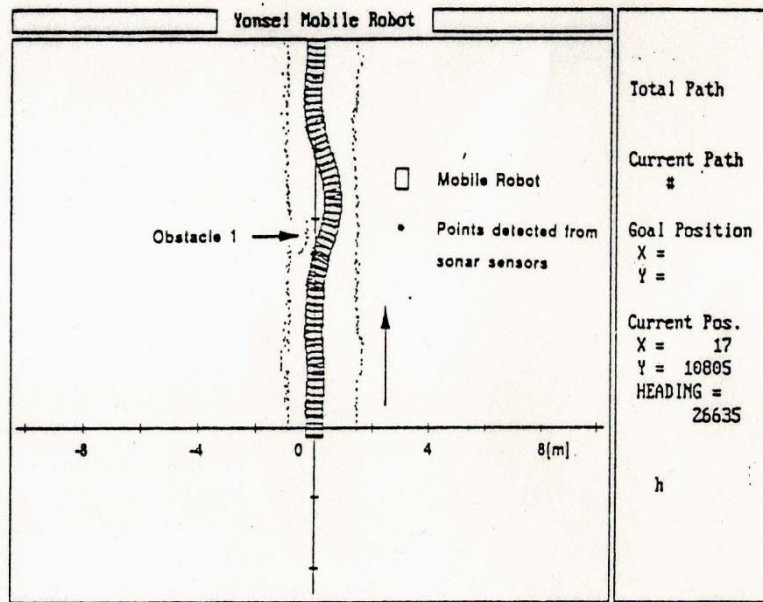 Yonsei Mobile Robot
Total Path
Current Path
#
Goal Position
X =
Y =
Current Pos.
X = 17
Y = 10805
HEADING =
26635
h
Mobile Robot
Points detected from
sonar sensors
Obstacle 1
-8
-4
0
4
8[m]